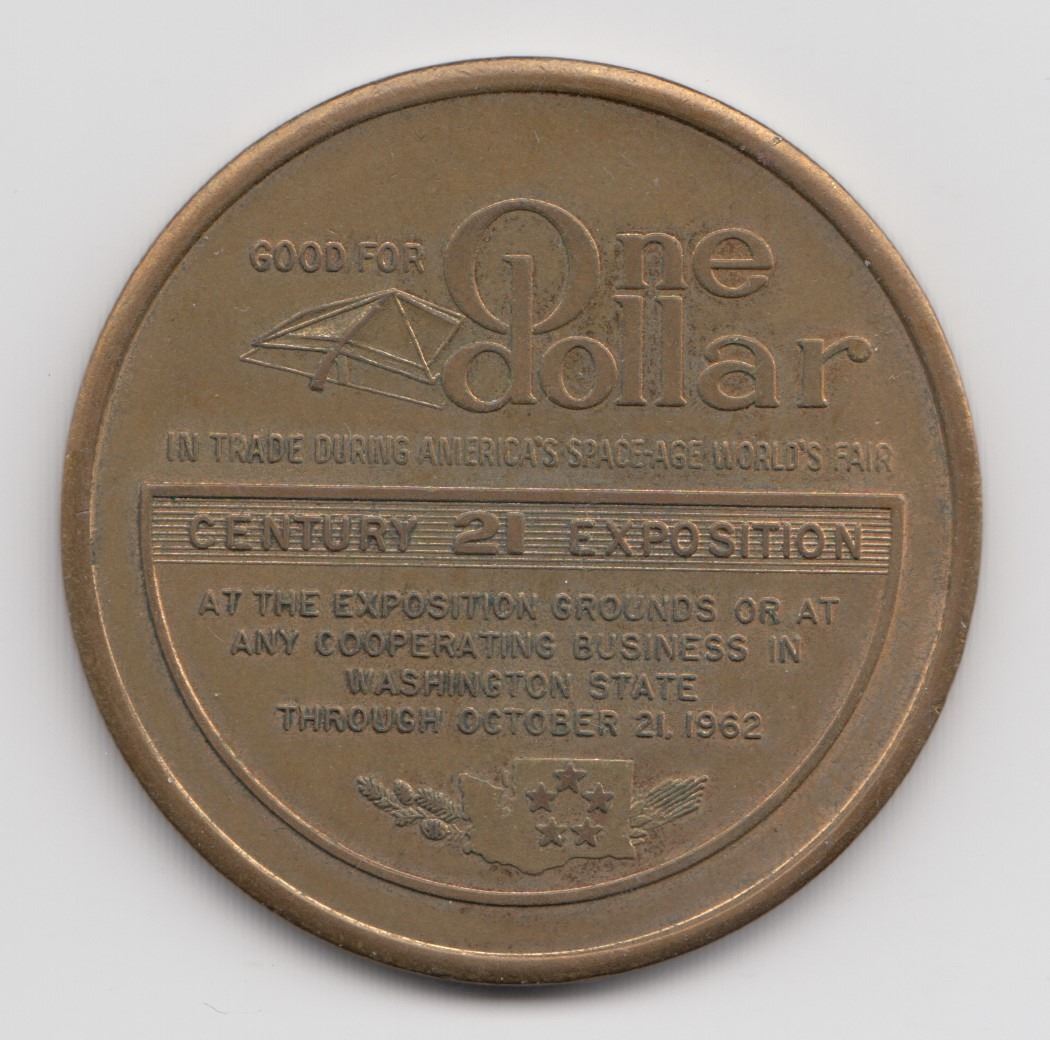 GOOD FOR One
dollar
IN TRADE DURING AMERICA'S SPACE-AGE WORLD'S FAIR
CENTURY 21 EXPOSITION
AT THE EXPOSITION GROUNDS OR AT
ANY COOPERATING BUSINESS IN
WASHINGTON STATE
THROUGH OCTOBER 21, 1962